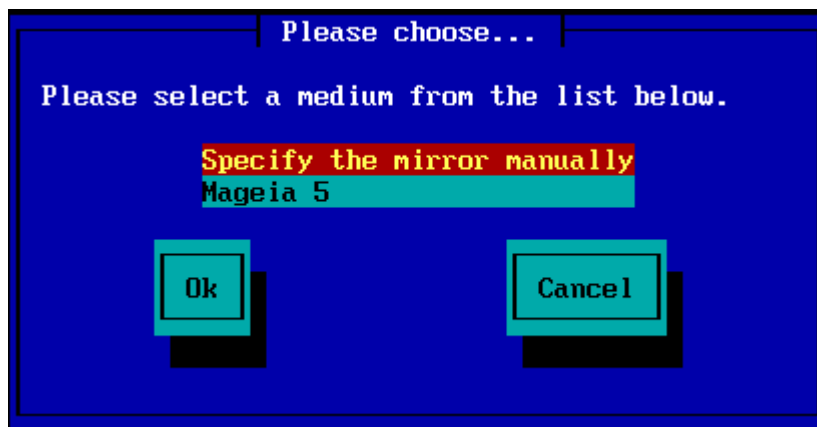 Please choose...
Please select a medium from the list below.
Specify the mirror manually
Mageia 5
Ok Cancel